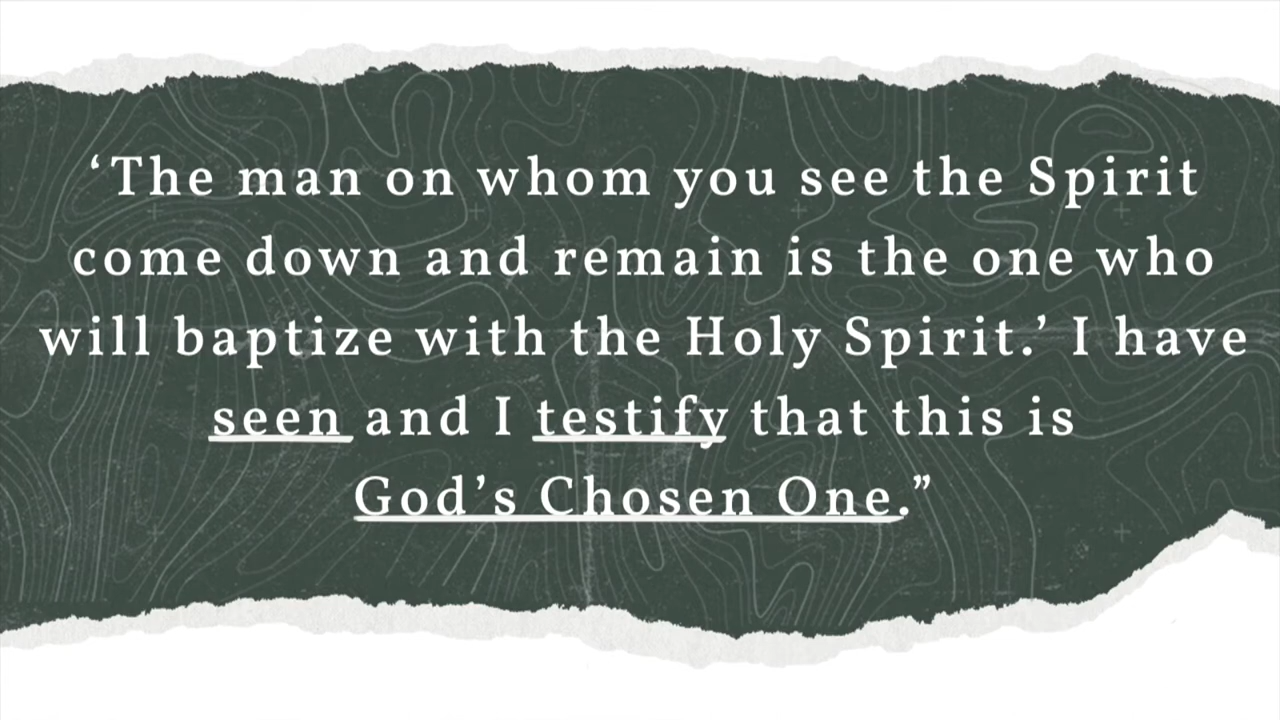 ‘The man on whom you see the Spirit
come down and remain is the one who
will baptize with the Holy Spirit.’ I have
seen and I testify that this is
God’s Chosen One.”